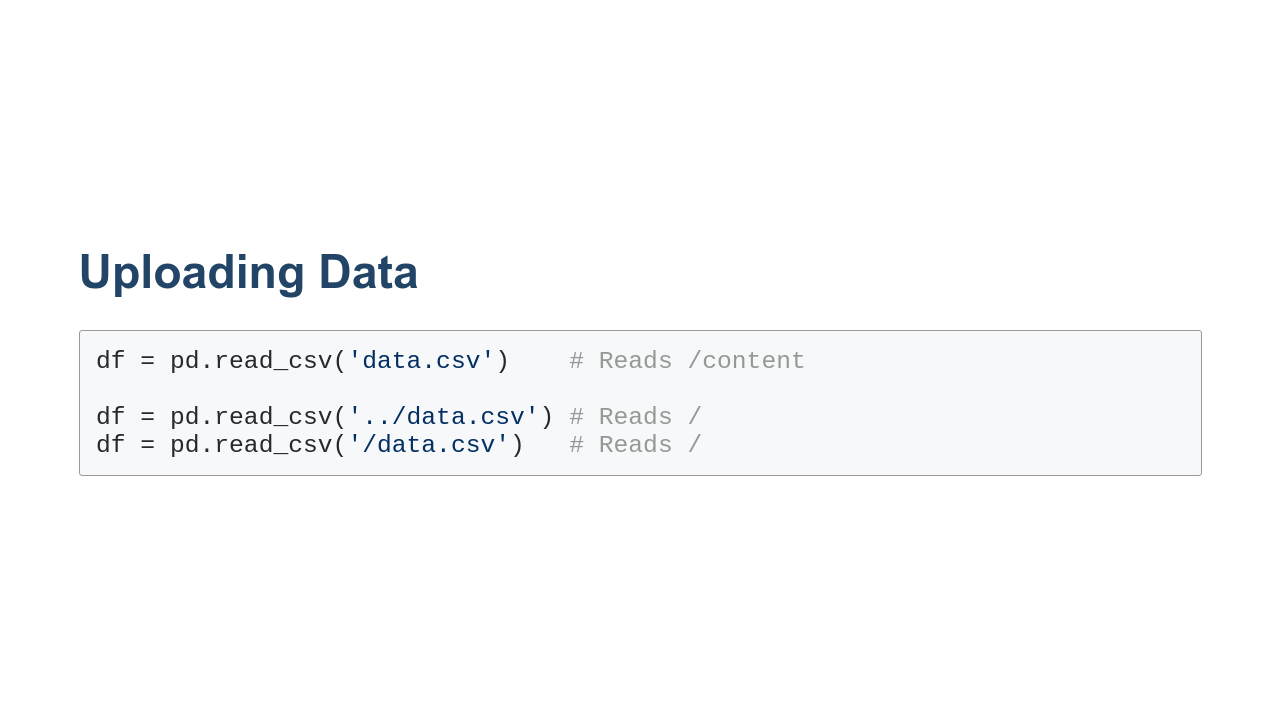 Uploading Data
df = pd.read_csv('data.csv')    # Reads /content
df = pd.read_csv('../data.csv') # Reads /
df = pd.read_csv('/data.csv')   # Reads /